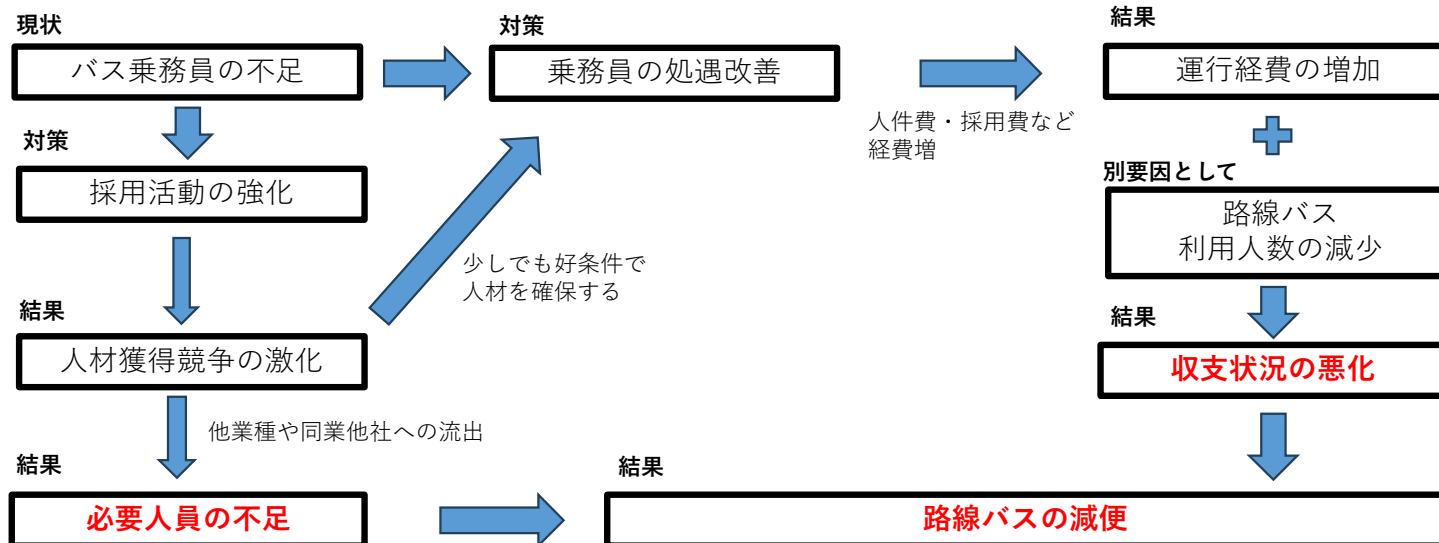 現状
バス乗務員の不足
対策
乗務員の処遇改善
人件費・採用費など
経費増
結果
運行経費の増加
対策
採用活動の強化
別要因として
路線バス
利用人数の減少
少しでも好条件で
人材を確保する
結果
人材獲得競争の激化
結果
収支状況の悪化
他業種や同業他社への流出
結果
必要人員の不足
結果
路線バスの減便